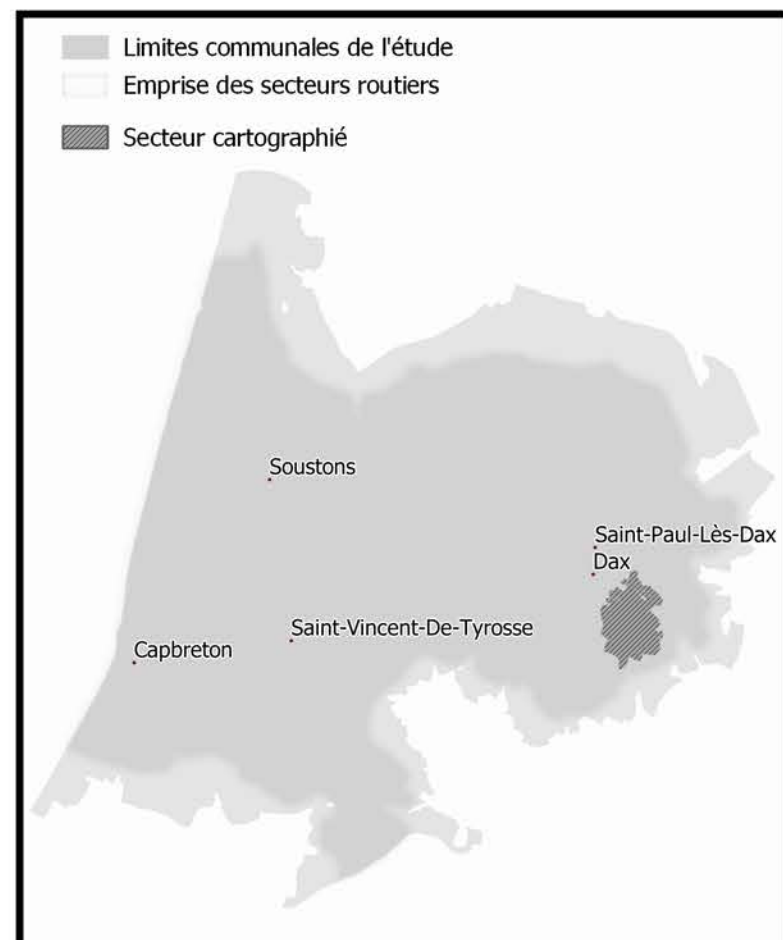 Limites communales de l'étude
Emprise des secteurs routiers
Secteur cartographié
Soustons
Saint-Paul-Lès-Dax
Dax
Saint-Vincent-De-Tyrosse
Capbreton